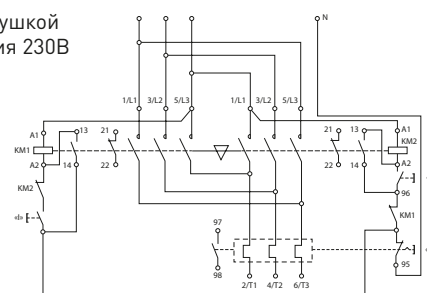 ушкой
ия 230В
N
1/L1 3/L2 5/L3 1/L1 3/L2 5/L3
A1 13 21 21 13 A1
KM1 KM2
A2 14 22 22 14 A2
KM2 96
«I» KM1
97 95
98
2/T1 4/T2 6/T3